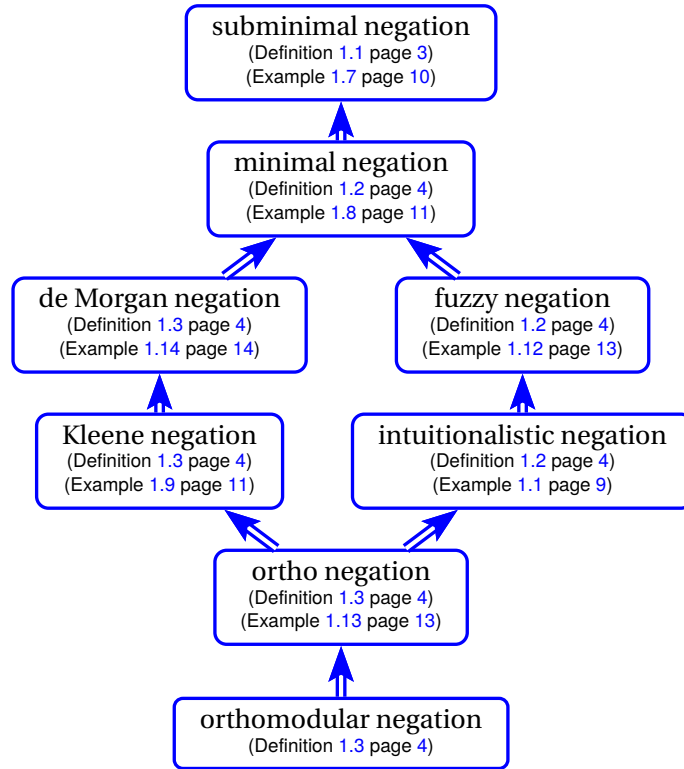 subminimal negation
(Definition 1.1 page 3)
(Example 1.7 page 10)
minimal negation
(Definition 1.2 page 4)
(Example 1.8 page 11)
de Morgan negation
(Definition 1.3 page 4)
(Example 1.14 page 14)
fuzzy negation
(Definition 1.2 page 4)
(Example 1.12 page 13)
Kleene negation
(Definition 1.3 page 4)
(Example 1.9 page 11)
intuitionalistic negation
(Definition 1.2 page 4)
(Example 1.1 page 9)
ortho negation
(Definition 1.3 page 4)
(Example 1.13 page 13)
orthomodular negation
(Definition 1.3 page 4)